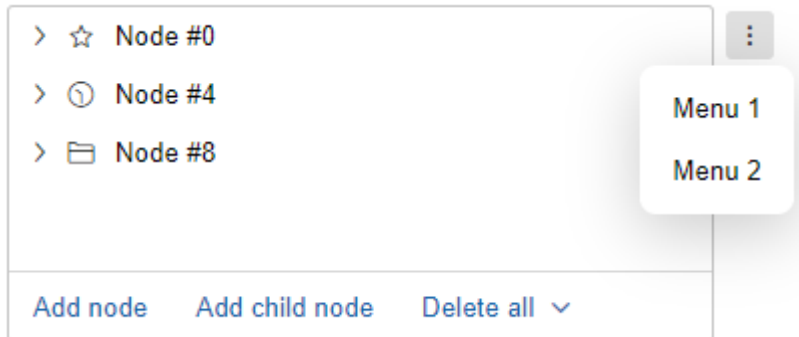 Node #0
Node #4
Menu 1
Node #8
Menu 2
Add node Add child node Delete all